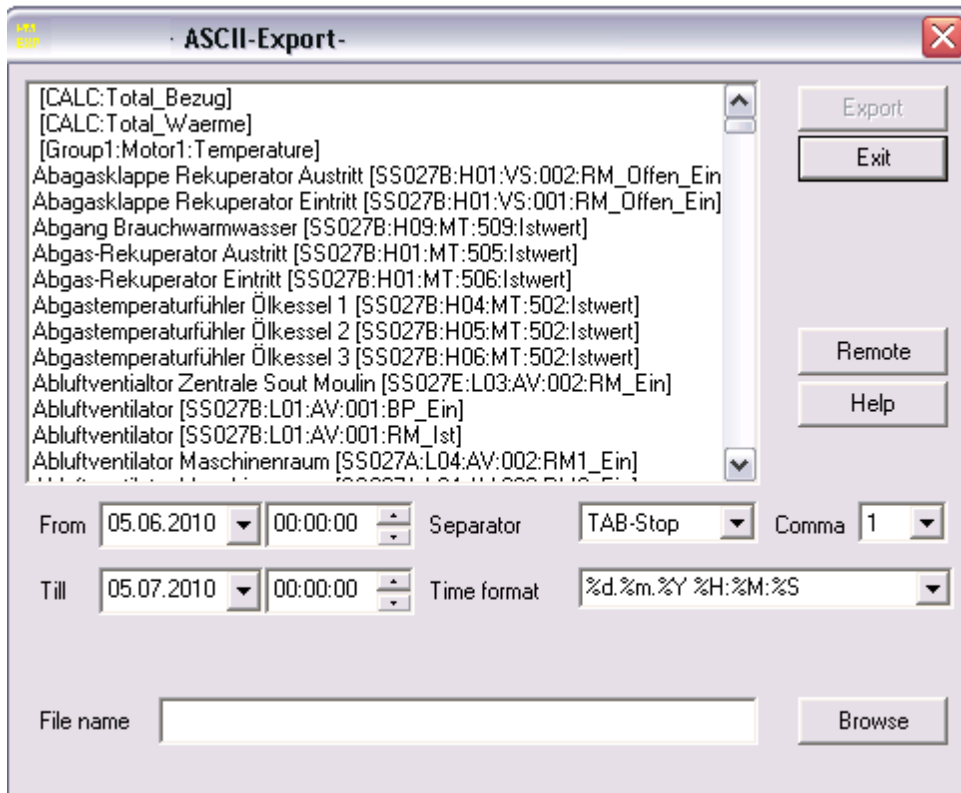 - ASCII-Export-
[CALC:Total_Bezug]
[CALC:Total_Waerme]
[Group1:Motor1:Temperature]
Abagasklappe Rekuperator Austritt [SS027B:H01:VS:002:RM_Offen_Ein
Abagasklappe Rekuperator Eintritt [SS027B:H01:VS:001:RM_Offen_Ein]
Abgang Brauchwarmwasser [SS027B:H09:MT:509:Istwert]
Abgas-Rekuperator Austritt [SS027B:H01:MT:505:Istwert]
Abgas-Rekuperator Eintritt [SS027B:H01:MT:506:Istwert]
Abgastemperaturfühler Ölkessel 1 [SS027B:H04:MT:502:Istwert]
Abgastemperaturfühler Ölkessel 2 [SS027B:H05:MT:502:Istwert]
Abgastemperaturfühler Ölkessel 3 [SS027B:H06:MT:502:Istwert]
Abluftventialtor Zentrale Sout Moulin [SS027E:L03:AV:002:RM_Ein]
Abluftventilator [SS027B:L01:AV:001:BP_Ein]
Abluftventilator [SS027B:L01:AV:001:RM_Ist]
Abluftventilator Maschinenraum [SS027A:L04:AV:002:RM1_Ein]
Export
Exit
Remote
Help
From 05.06.2010 00:00:00 Separator TAB-Stop Comma 1
Till 05.07.2010 00:00:00 Time format %d.%m.%Y %H:%M:%S
File name Browse